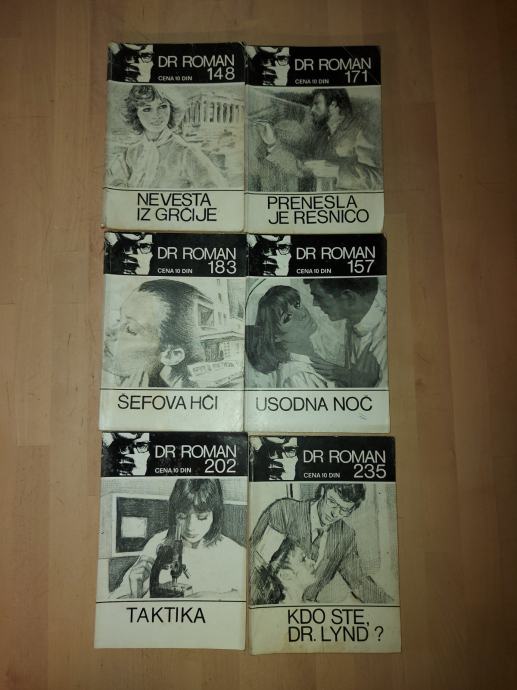 DR ROMAN
CENA 10 DIN 148
NEVESTA
IZ GRČIJE
DR ROMAN
CENA 10 DIN 171
PRENESLA
JE RESNICO
DR ROMAN
CENA 10 DIN 183
ŠEFOVA HČI
DR ROMAN
CENA 10 DIN 157
USODNA NOČ
DR ROMAN
CENA 10 DIN 202
TAKTIKA
DR ROMAN
CENA 10 DIN 235
KDO STE,
DR. LYND ?